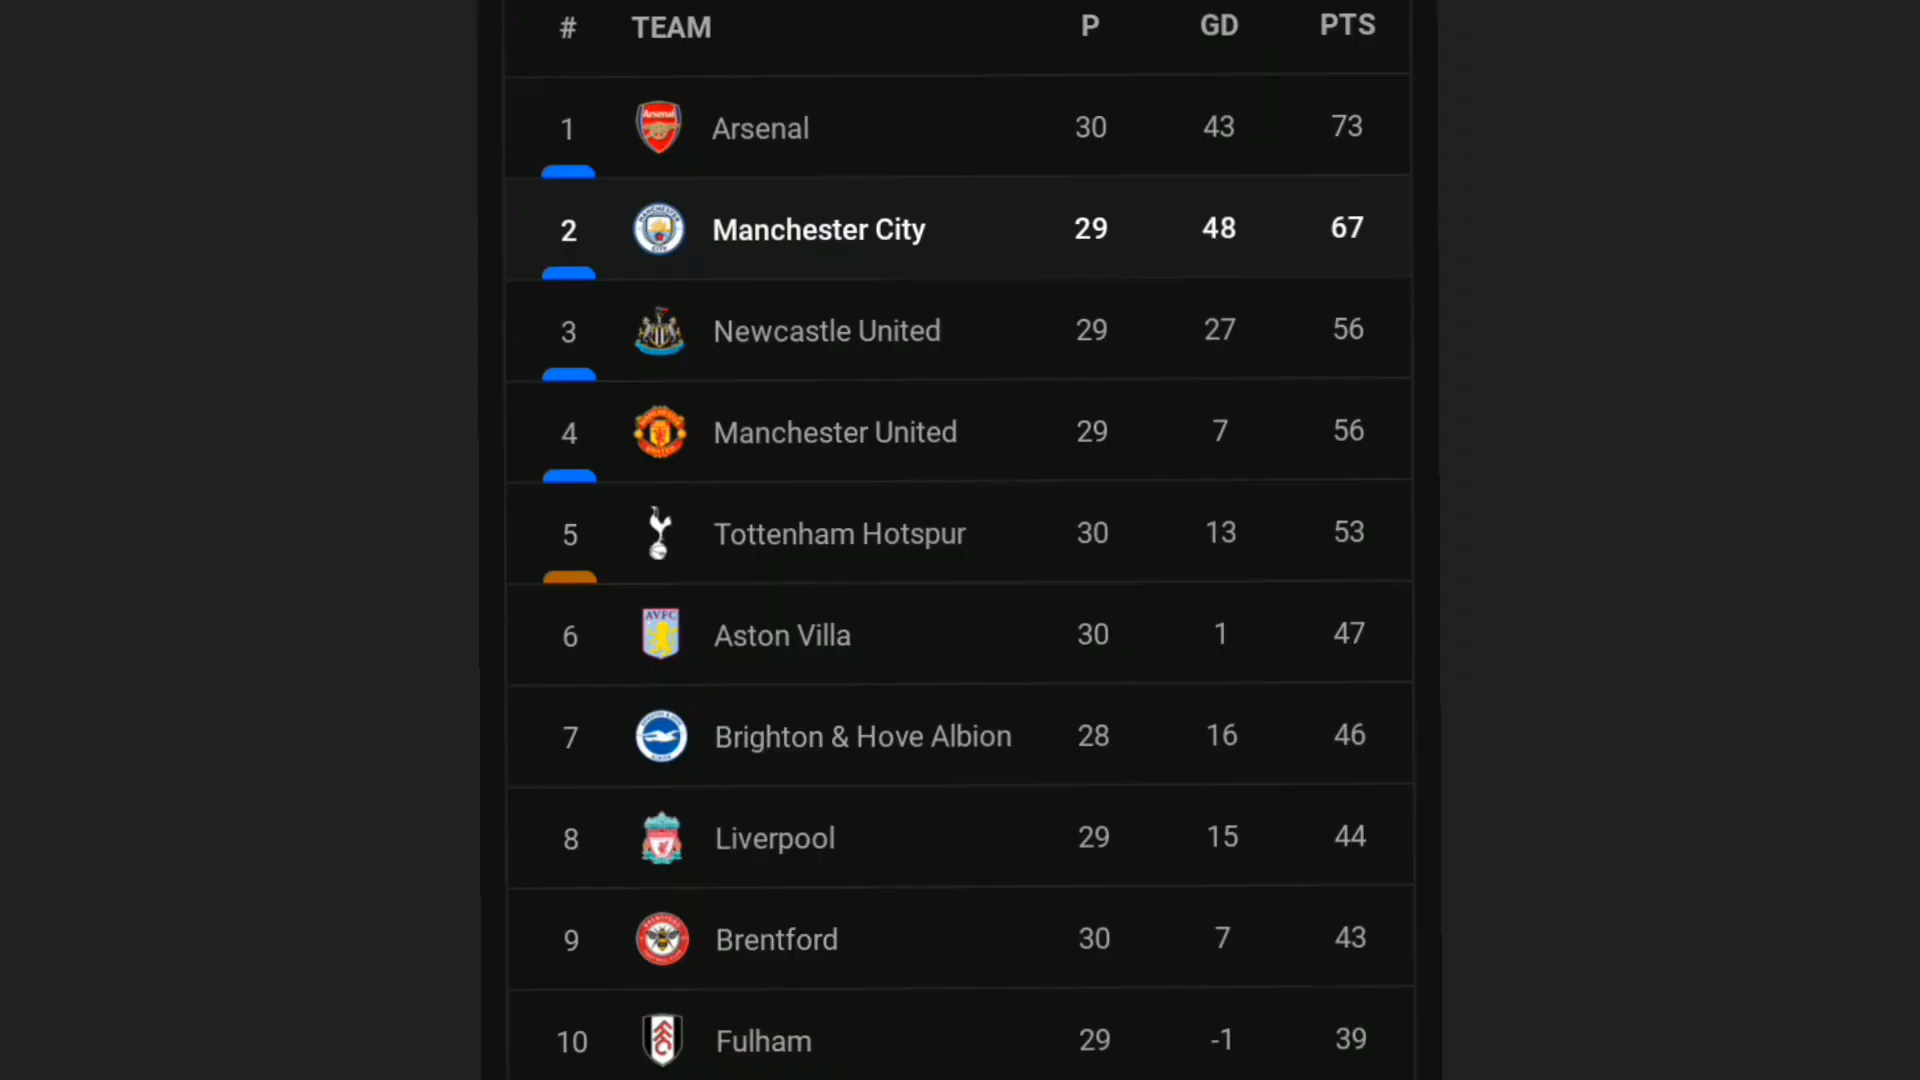 # TEAM P GD PTS
1 Arsenal 30 43 73
2 Manchester City 29 48 67
3 Newcastle United 29 27 56
4 Manchester United 29 7 56
5 Tottenham Hotspur 30 13 53
6 Aston Villa 30 1 47
7 Brighton & Hove Albion 28 16 46
8 Liverpool 29 15 44
9 Brentford 30 7 43
10 Fulham 29 -1 39